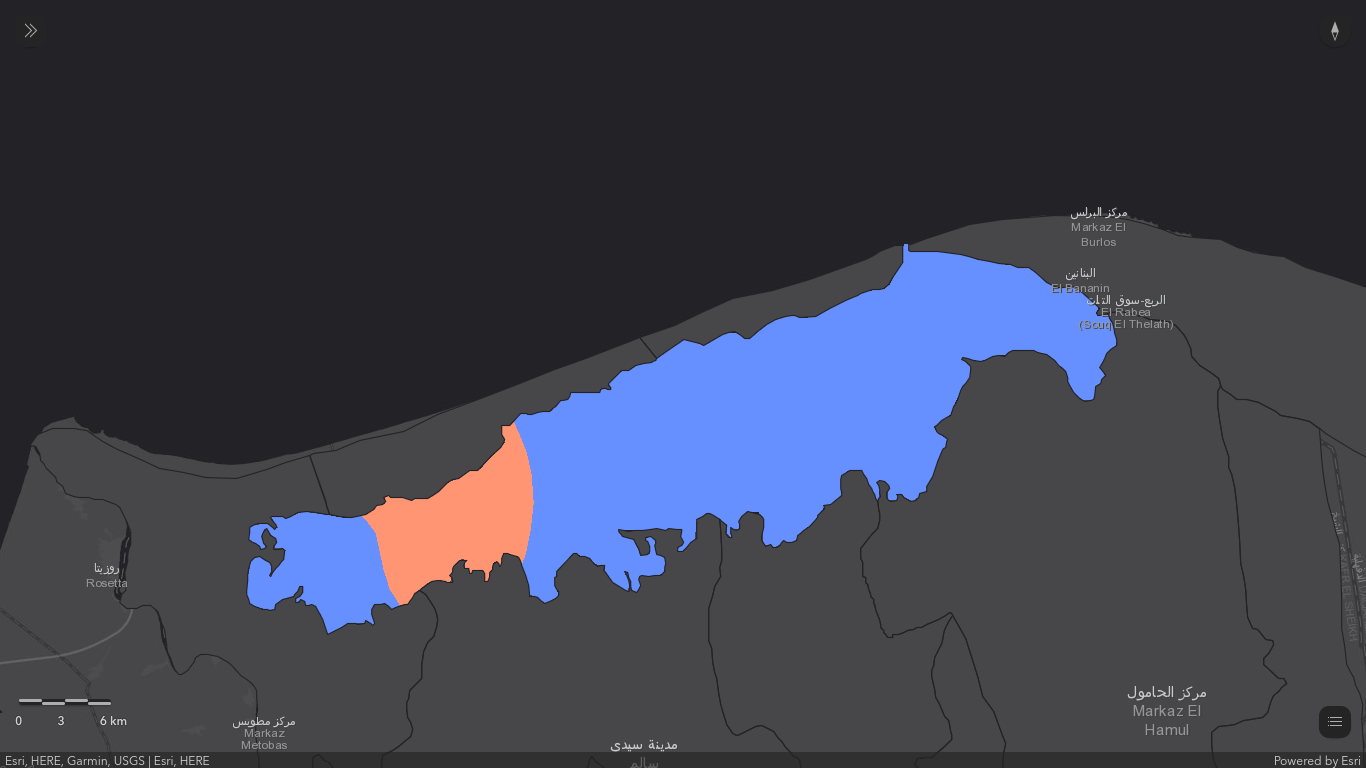 مركز البرلس
Markaz El
Burlos
البنانين
El Bananin
الربع-سوق الثلاث
El Rabea
(Souq El Thelath)
روزيتا
Rosetta
مركز الحامول
Markaz El
Hamul
0 3 6 km
مركز مطوبس
Markaz
Metobas
مدينة سيدى
سالم
Esri, HERE, Garmin, USGS | Esri, HERE
Powered by Esri